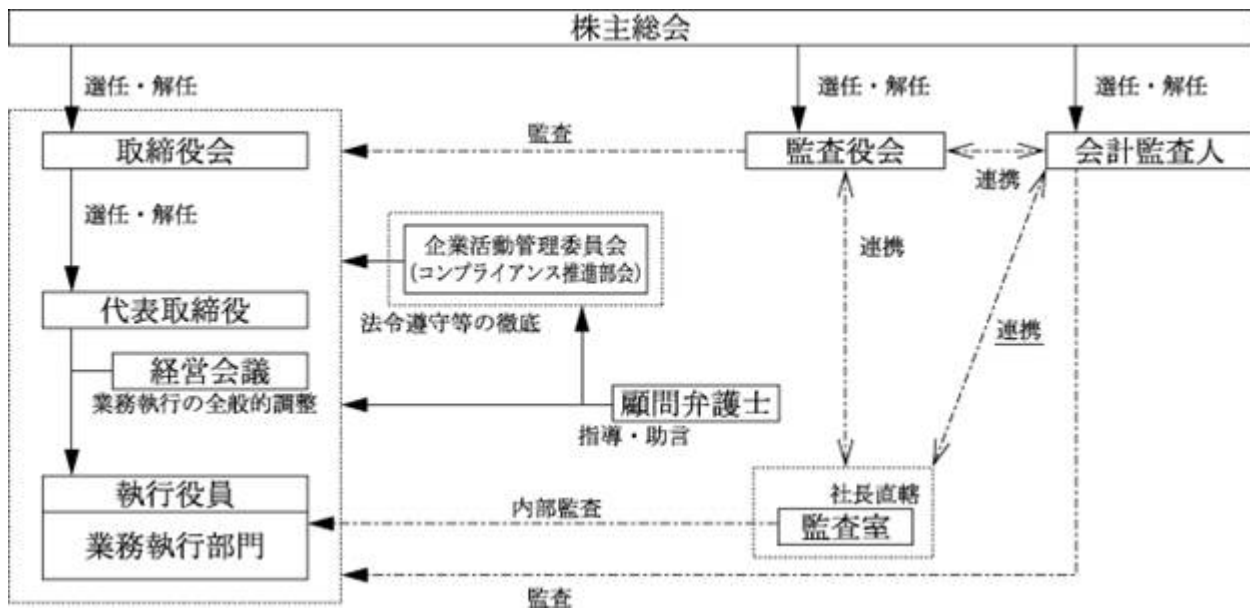 株主総会
選任・解任
選任・解任
選任・解任
取締役会
監査
監査役会
連携
会計監査人
選任・解任
企業活動管理委員会
(コンプライアンス推進部会)
連携
代表取締役
法令遵守等の徹底
連携
経営会議
業務執行の全般的調整
顧問弁護士
指導・助言
執行役員
業務執行部門
内部監査
社長直轄
監査室
監査